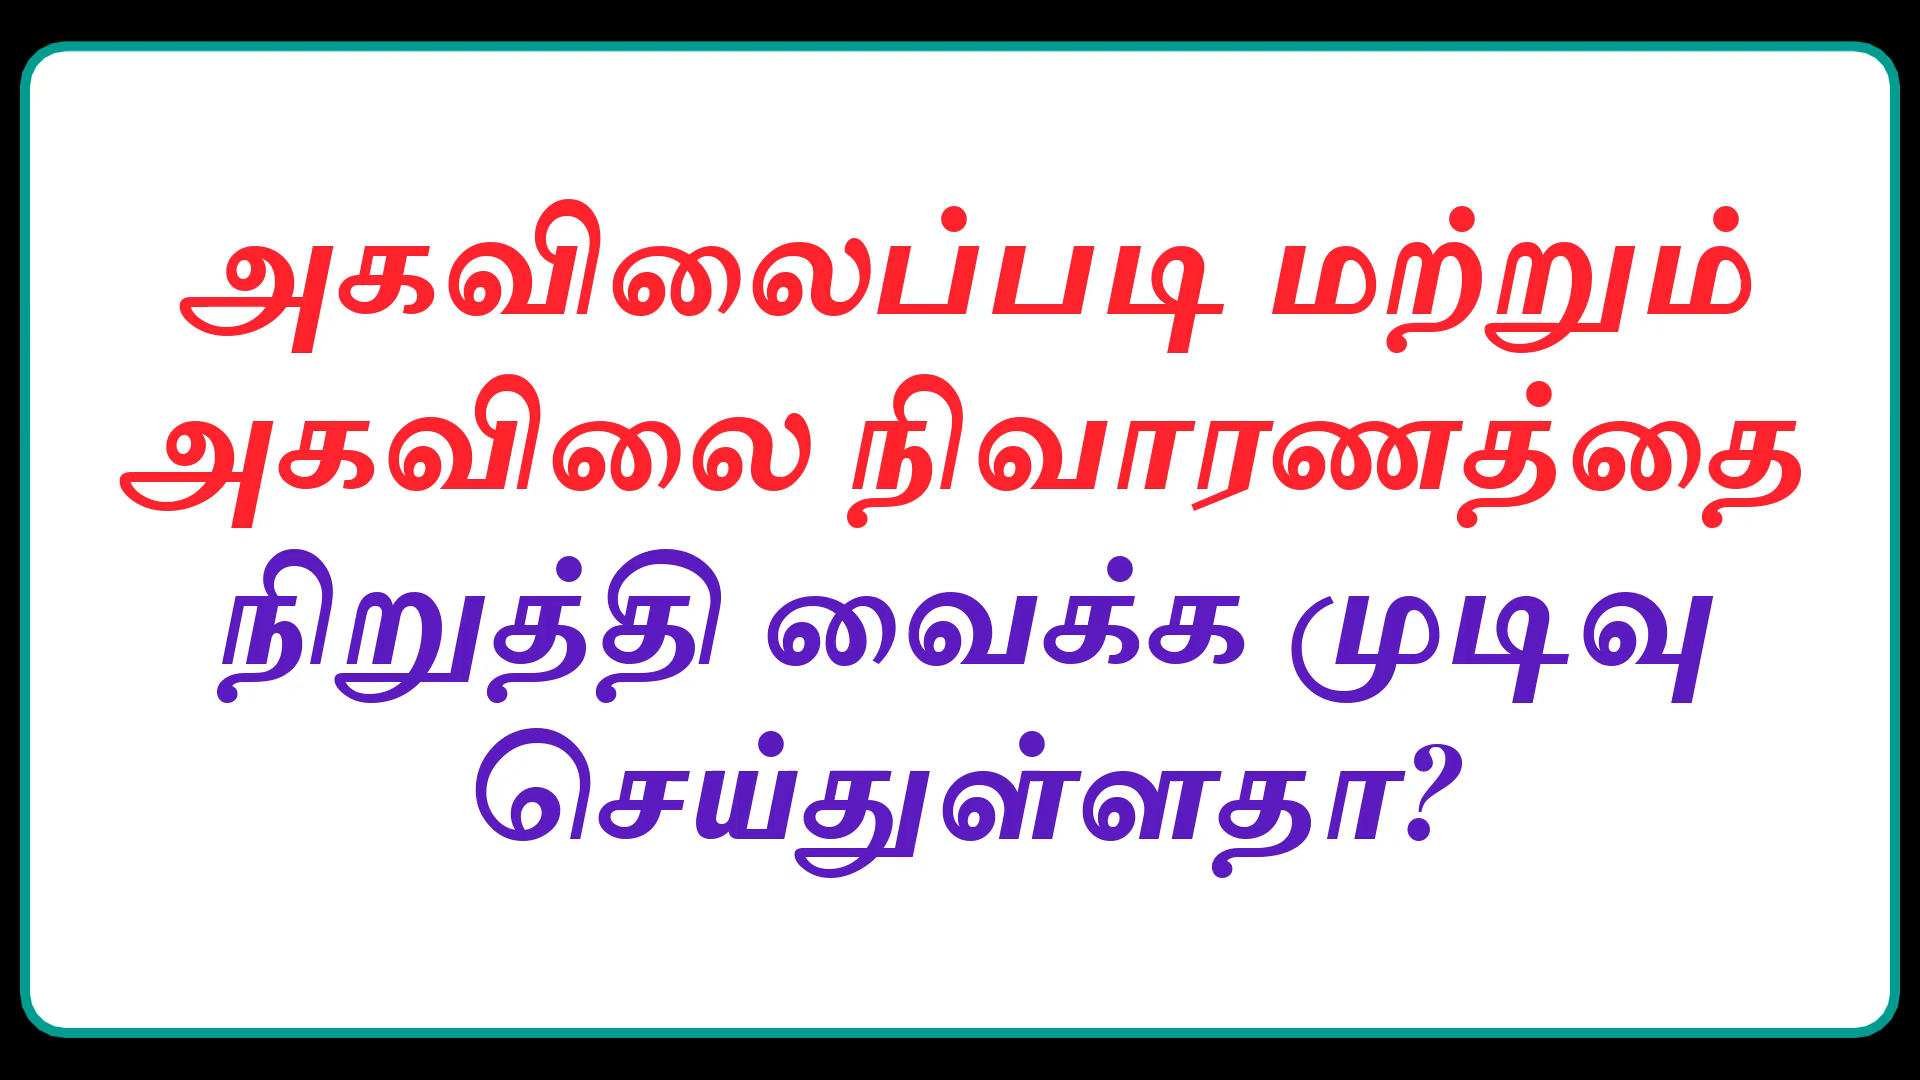 அகவிலைப்படி மற்றும்
அகவிலை நிவாரணத்தை
நிறுத்தி வைக்க முடிவு
செய்துள்ளதா?